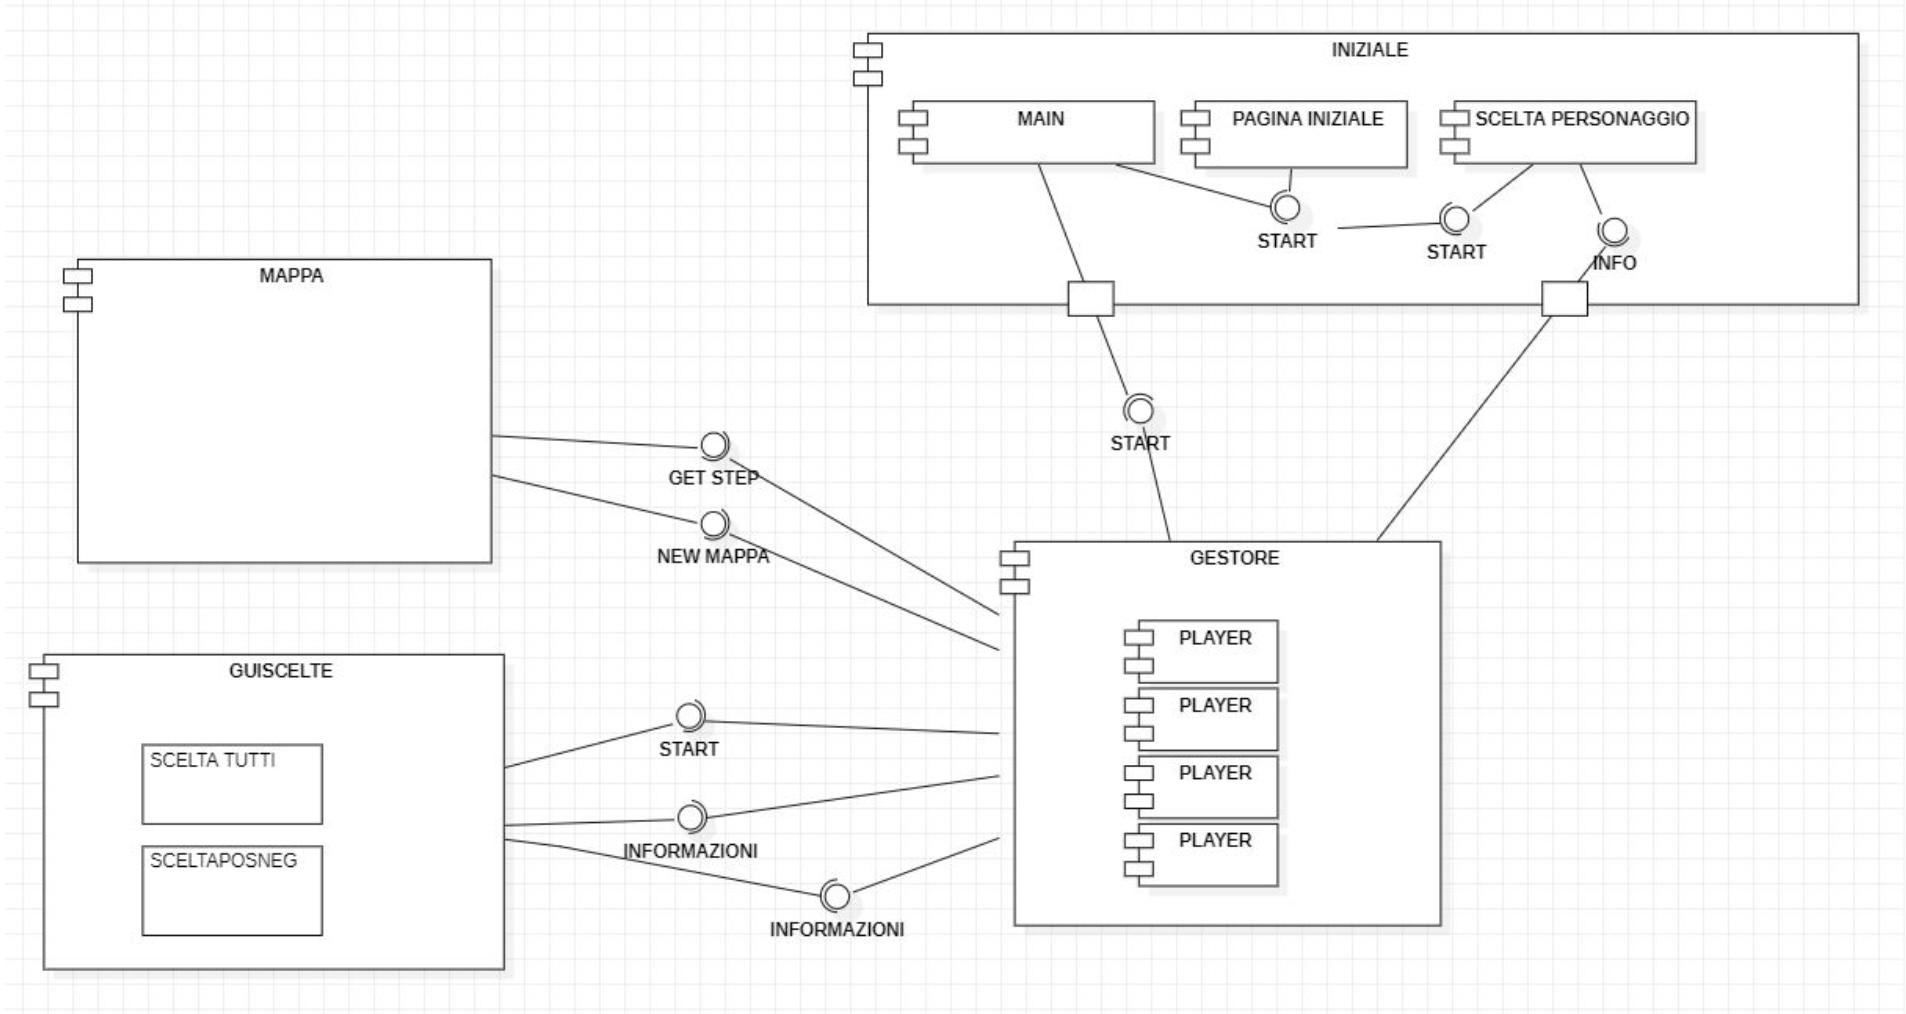 INIZIALE
MAIN
PAGINA INIZIALE
SCELTA PERSONAGGIO
START
START
INFO
MAPPA
GET STEP
NEW MAPPA
START
GESTORE
PLAYER
PLAYER
PLAYER
PLAYER
GUISCELTE
SCELTA TUTTI
SCELTAPOSNEG
START
INFORMAZIONI
INFORMAZIONI